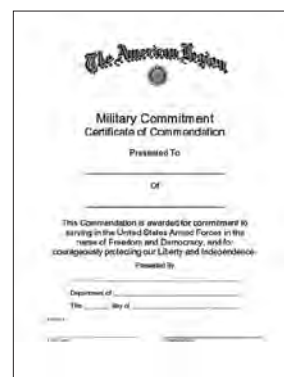 The American Legion
Military Commitment
Certificate of Commendation
Presented To
Of
This Commendation is awarded for commitment to
serving in the United States Armed Forces in the
name of Freedom and Democracy, and for
courageously protecting our Liberty and Independence.
Presented By
Department of
This day of